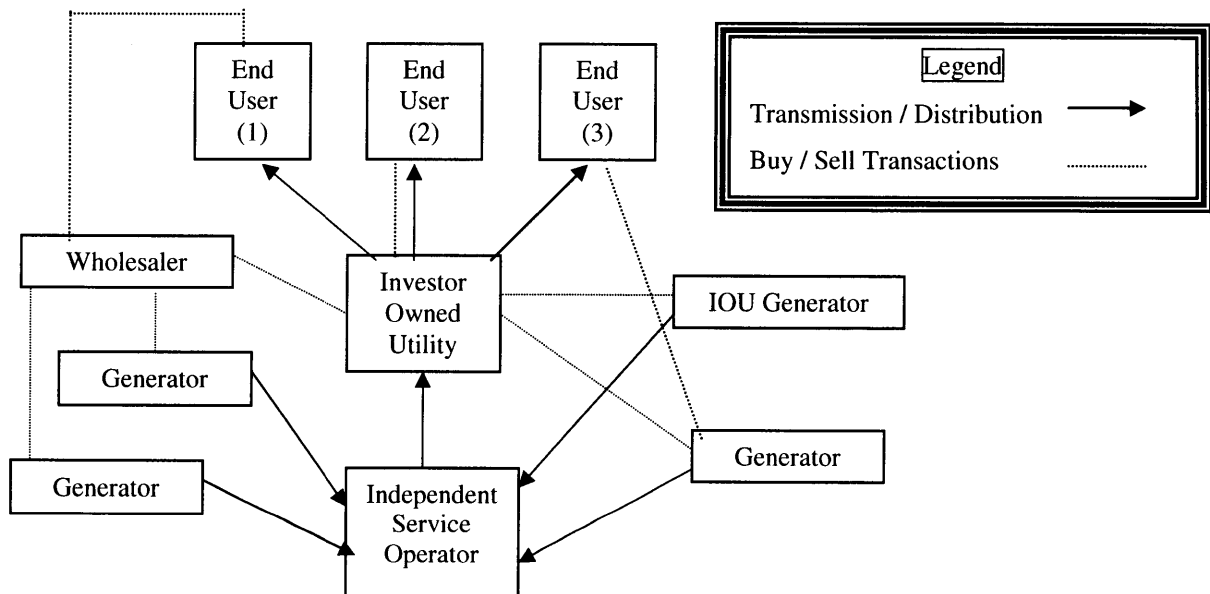 End
User
(1)
End
User
(2)
End
User
(3)
Legend
Transmission / Distribution
Buy / Sell Transactions
Wholesaler
Investor
Owned
Utility
IOU Generator
Generator
Generator
Generator
Independent
Service
Operator